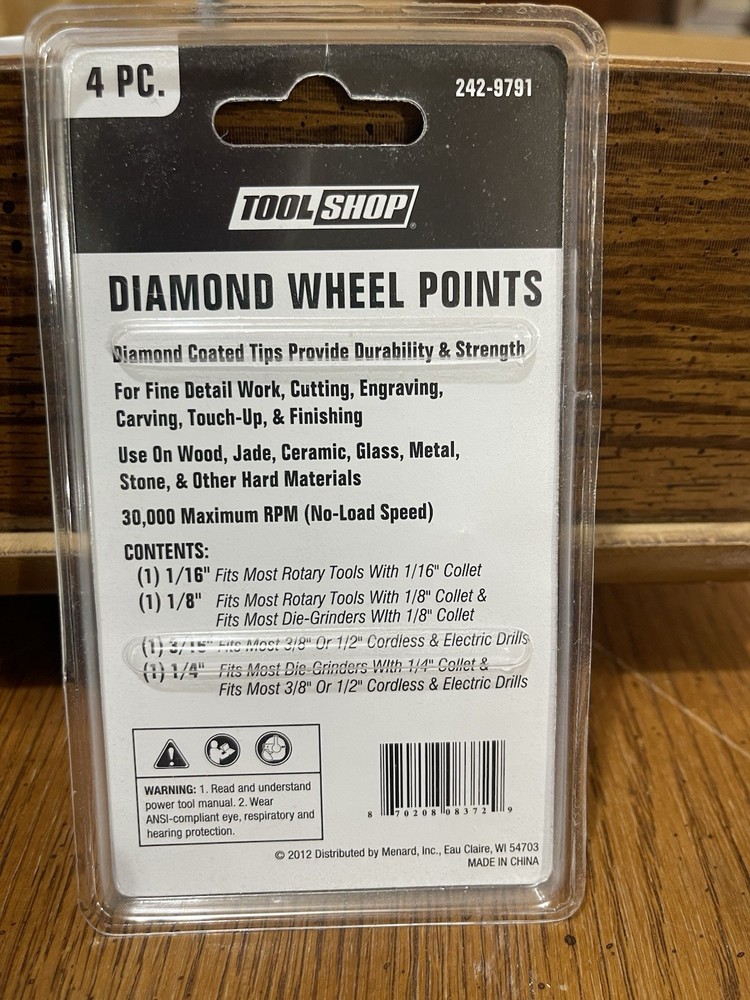 4 PC.
242-9791
TOOL SHOP®
DIAMOND WHEEL POINTS
Diamond Coated Tips Provide Durability & Strength
For Fine Detail Work, Cutting, Engraving,
Carving, Touch-Up, & Finishing
Use On Wood, Jade, Ceramic, Glass, Metal,
Stone, & Other Hard Materials
30,000 Maximum RPM (No-Load Speed)
CONTENTS:
(1) 1/16" Fits Most Rotary Tools With 1/16" Collet
(1) 1/8" Fits Most Rotary Tools With 1/8" Collet &
Fits Most Die-Grinders WIth 1/8" Collet
(1) 3/16" Fits Most 3/8" Or 1/2" Cordless & Electric Drills
(1) 1/4" Fits Most Die-Grinders WIth 1/4" Collet &
Fits Most 3/8" Or 1/2" Cordless & Electric Drills
WARNING: 1. Read and understand
power tool manual. 2. Wear
ANSI-compliant eye, respiratory and
hearing protection.
8 70208 08372 9
© 2012 Distributed by Menard, Inc., Eau Claire, WI 54703
MADE IN CHINA